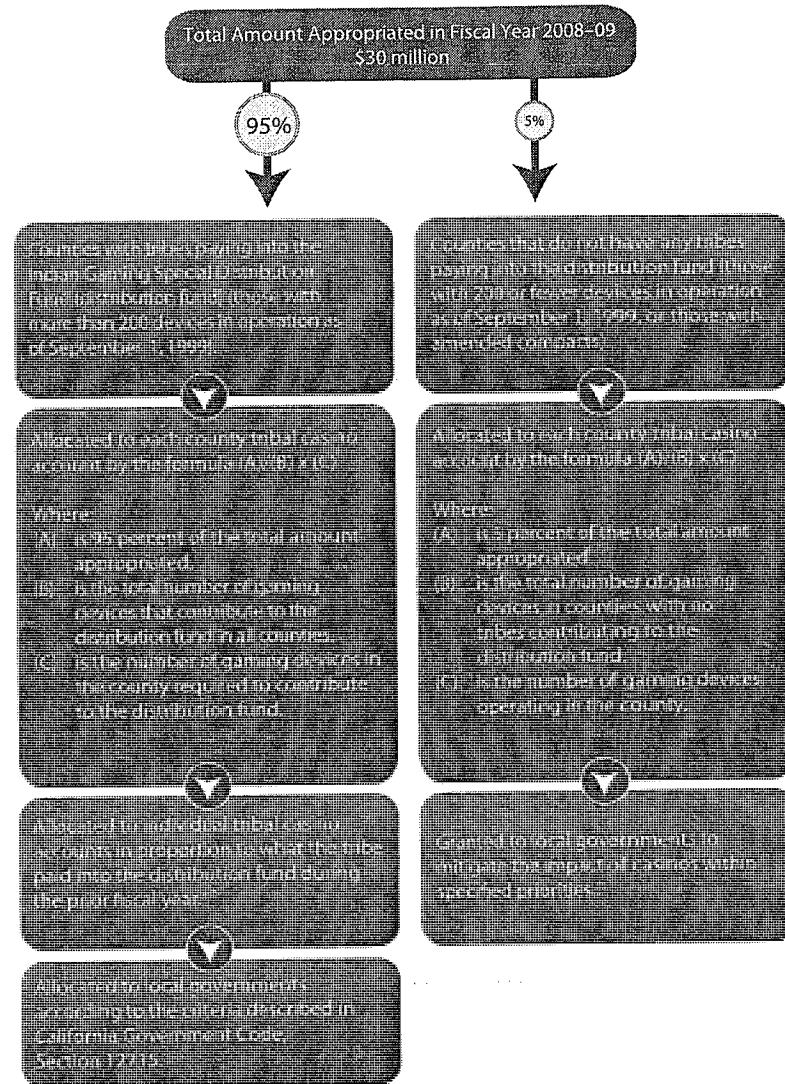 Total Amount Appropriated in Fiscal Year 2008–09
$30 million
95%
5%
Counties with tribes paying into the
Indian Gaming Special Distribution
Fund (distribution fund) (those with
more than 200 devices in operation as
of September 1, 1999).
Allocated to each county tribal casino
account by the formula (A)/(B) x (C)
Where:
(A) is 95 percent of the total amount
appropriated.
(B) is the total number of gaming
devices that contribute to the
distribution fund in all counties.
(C) is the number of gaming devices in
the county required to contribute
to the distribution fund.
Allocated to individual tribal casino
accounts in proportion to what the tribe
paid into the distribution fund during
the prior fiscal year.
Allocated to local governments
according to the criteria described in
California Government Code,
Section 12715.
Counties that do not have any tribes
paying into the distribution fund (those
with 200 or fewer devices in operation
as of September 1, 1999, or those with
amended compacts).
Allocated to each county tribal casino
account by the formula (A)/(B) x (C)
Where:
(A) is 5 percent of the total amount
appropriated.
(B) is the total number of gaming
devices in counties with no
tribes contributing to the
distribution fund.
(C) is the number of gaming devices
operating in the county.
Granted to local governments to
mitigate the impact of casinos within
specified priorities.